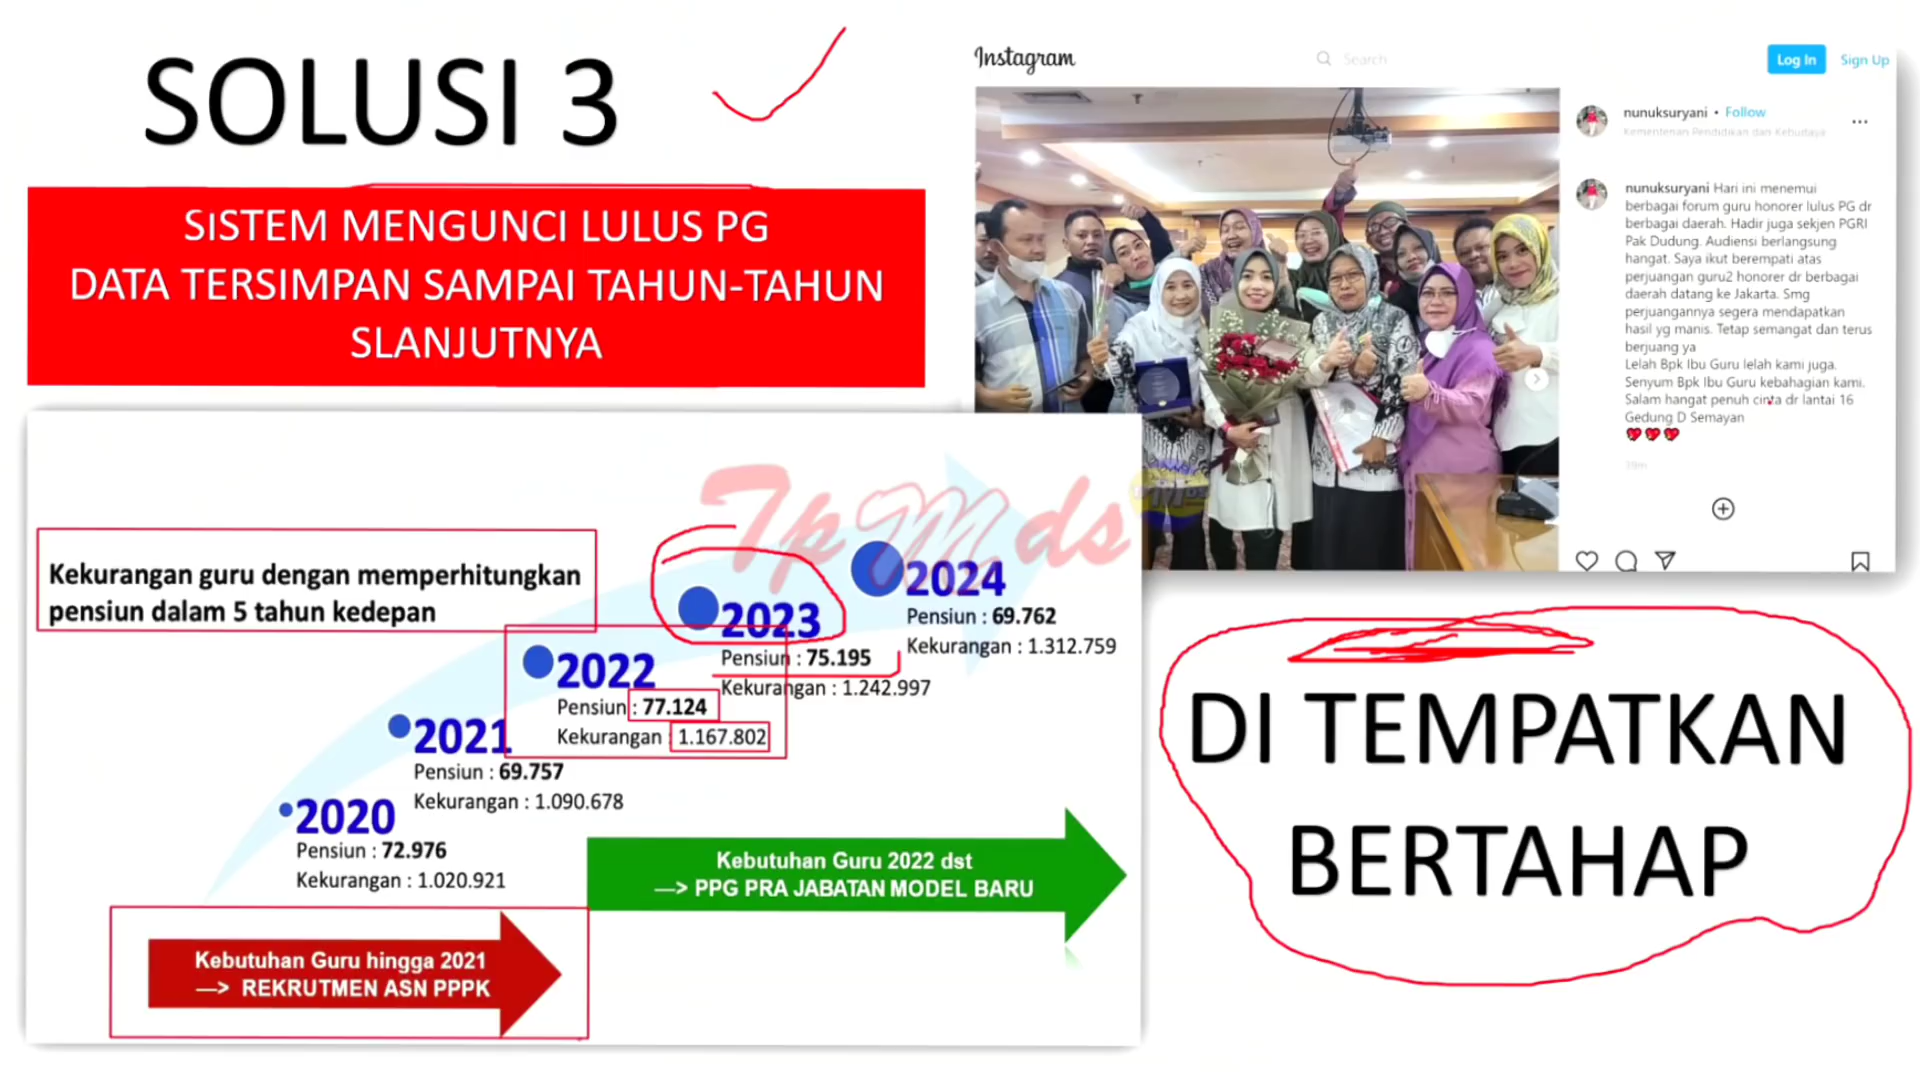 SOLUSI 3
SISTEM MENGUNCI LULUS PG
DATA TERSIMPAN SAMPAI TAHUN-TAHUN
SLANJUTNYA
Instagram
Search
Log In
Sign Up
nunuksuryani • Follow
Kementerian Pendidikan dan Kebudaya
nunuksuryani Hari ini menemui
berbagai forum guru honorer lulus PG dr
berbagai daerah. Hadir juga sekjen PGRI
Pak Dudung. Audiensi berlangsung
hangat. Saya ikut berempati atas
perjuangan guru2 honorer dr berbagai
daerah datang ke Jakarta. Smg
perjuangannya segera mendapatkan
hasil yg manis. Tetap semangat dan terus
berjuang ya
Lelah Bpk Ibu Guru lelah kami juga.
Senyum Bpk Ibu Guru kebahagian kami.
Salam hangat penuh cinta dr lantai 16
Gedung D Semayan
TpMds
Kekurangan guru dengan memperhitungkan
pensiun dalam 5 tahun kedepan
2024
Pensiun : 69.762
Kekurangan : 1.312.759
2023
Pensiun : 75.195
Kekurangan : 1.242.997
2022
Pensiun : 77.124
Kekurangan : 1.167.802
2021
Pensiun : 69.757
Kekurangan : 1.090.678
2020
Pensiun : 72.976
Kekurangan : 1.020.921
Kebutuhan Guru 2022 dst
—> PPG PRA JABATAN MODEL BARU
Kebutuhan Guru hingga 2021
—> REKRUTMEN ASN PPPK
DI TEMPATKAN
BERTAHAP